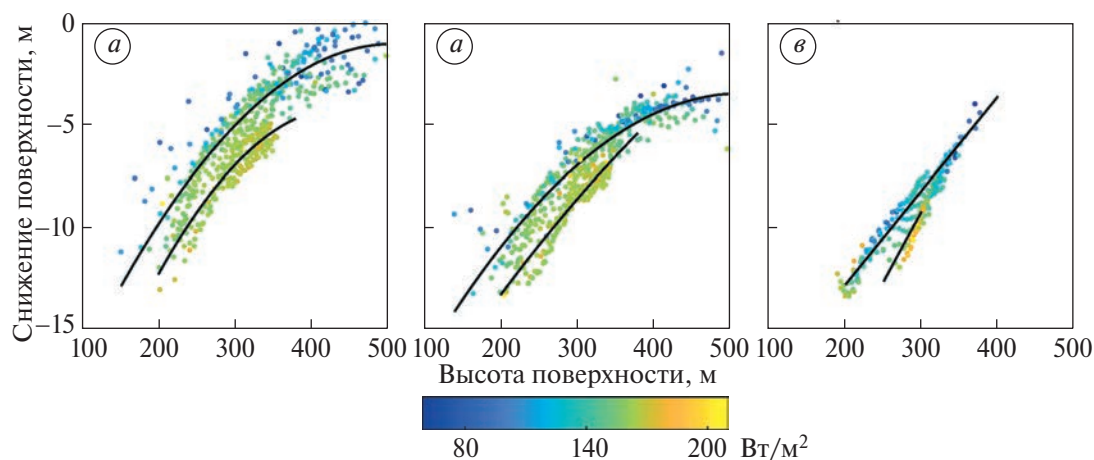 0
−5
−10
−15
Снижение поверхности, м
а
а
в
100 200 300 400 500 100 200 300 400 500 100 200 300 400 500
Высота поверхности, м
80 140 200 Вт/м²